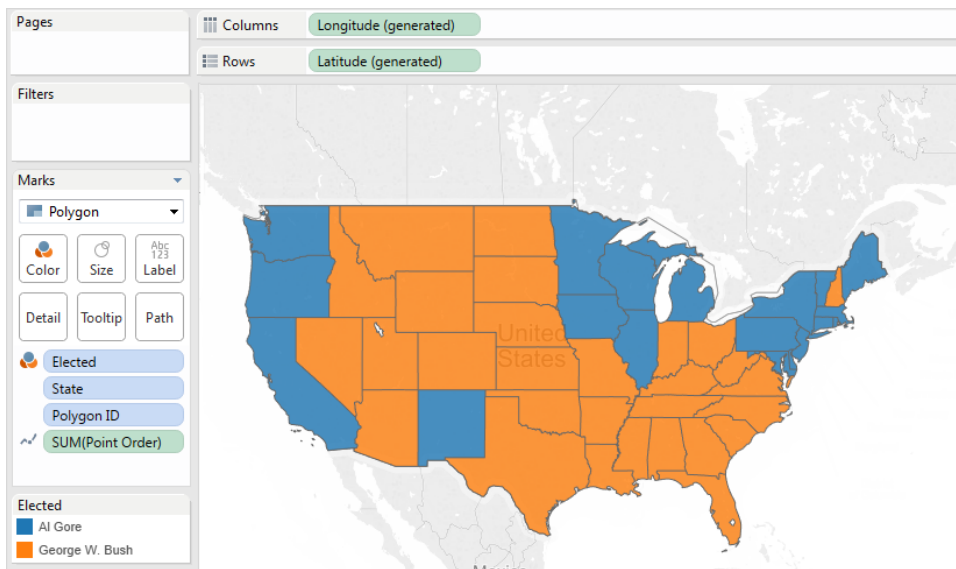 Pages
Columns
Longitude (generated)
Rows
Latitude (generated)
Filters
Marks
Polygon
Color
Size
Abc
123
Label
Detail
Tooltip
Path
Elected
State
Polygon ID
SUM(Point Order)
Elected
Al Gore
George W. Bush
United
States
Mexico